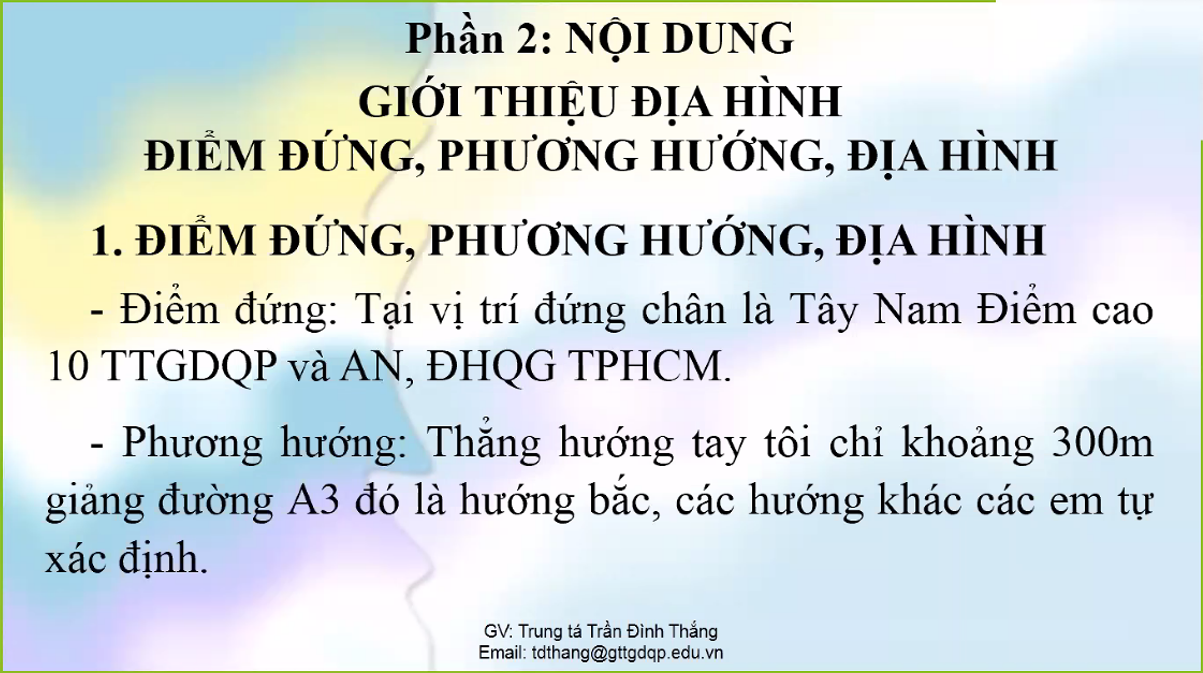 Phần 2: NỘI DUNG
GIỚI THIỆU ĐỊA HÌNH
ĐIỂM ĐỨNG, PHƯƠNG HƯỚNG, ĐỊA HÌNH
1. ĐIỂM ĐỨNG, PHƯƠNG HƯỚNG, ĐỊA HÌNH
- Điểm đứng: Tại vị trí đứng chân là Tây Nam Điểm cao
10 TTGDQP và AN, ĐHQG TPHCM.
- Phương hướng: Thẳng hướng tay tôi chỉ khoảng 300m
giảng đường A3 đó là hướng bắc, các hướng khác các em tự
xác định.
GV: Trung tá Trần Đình Thắng
Email: tdthang@gttgdqp.edu.vn